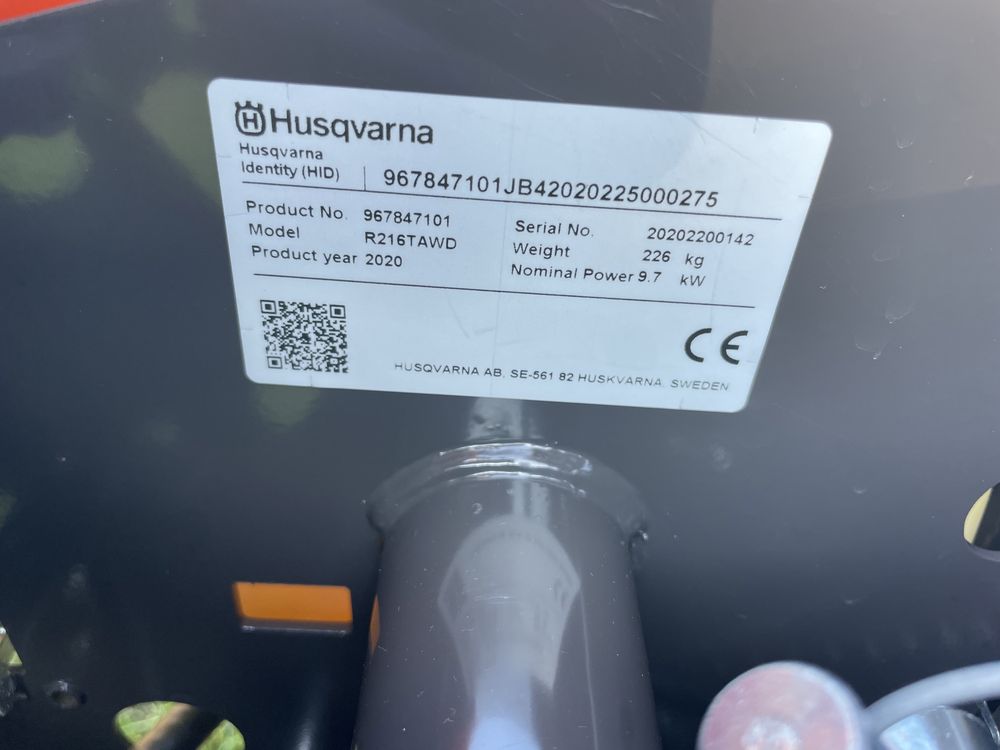 Husqvarna
Husqvarna
Identity (HID) 967847101JB42020225000275
Product No. 967847101
Model R216TAWD
Product year 2020
Serial No. 20202200142
Weight 226 kg
Nominal Power 9.7 kW
CE
HUSQVARNA AB, SE-561 82 HUSKVARNA, SWEDEN